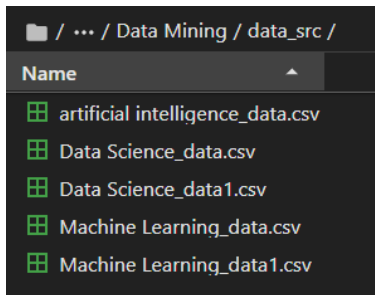 / ··· / Data Mining / data_src /
Name
artificial intelligence_data.csv
Data Science_data.csv
Data Science_data1.csv
Machine Learning_data.csv
Machine Learning_data1.csv